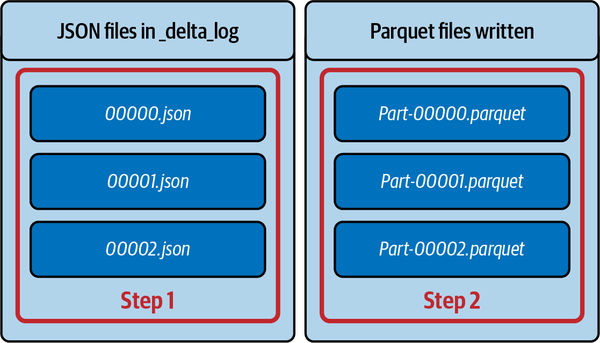 JSON files in _delta_log
00000.json
00001.json
00002.json
Step 1
Parquet files written
Part-00000.parquet
Part-00001.parquet
Part-00002.parquet
Step 2